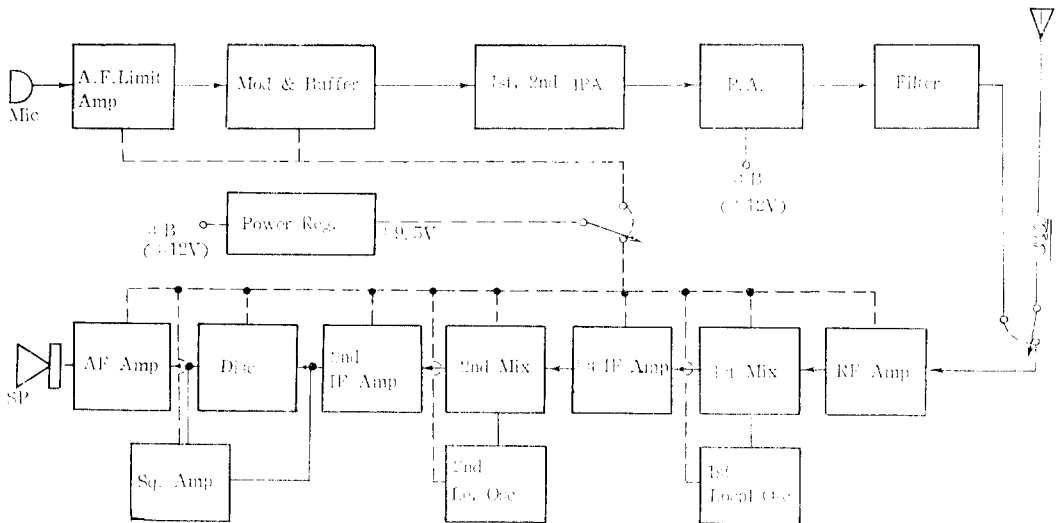 A.F. Limit
Amp
Mic
Mod & Buffer
1st, 2nd IPA
P.A.
Filter
+B
(+12V)
Power Reg.
+B
(+12V)
+9.5V
AF Amp
SP
Disc
2nd
IF Amp
2nd Mix
1st IF Amp
1st Mix
RF Amp
Sq. Amp
2nd
Lo. Osc
1st
Local Osc